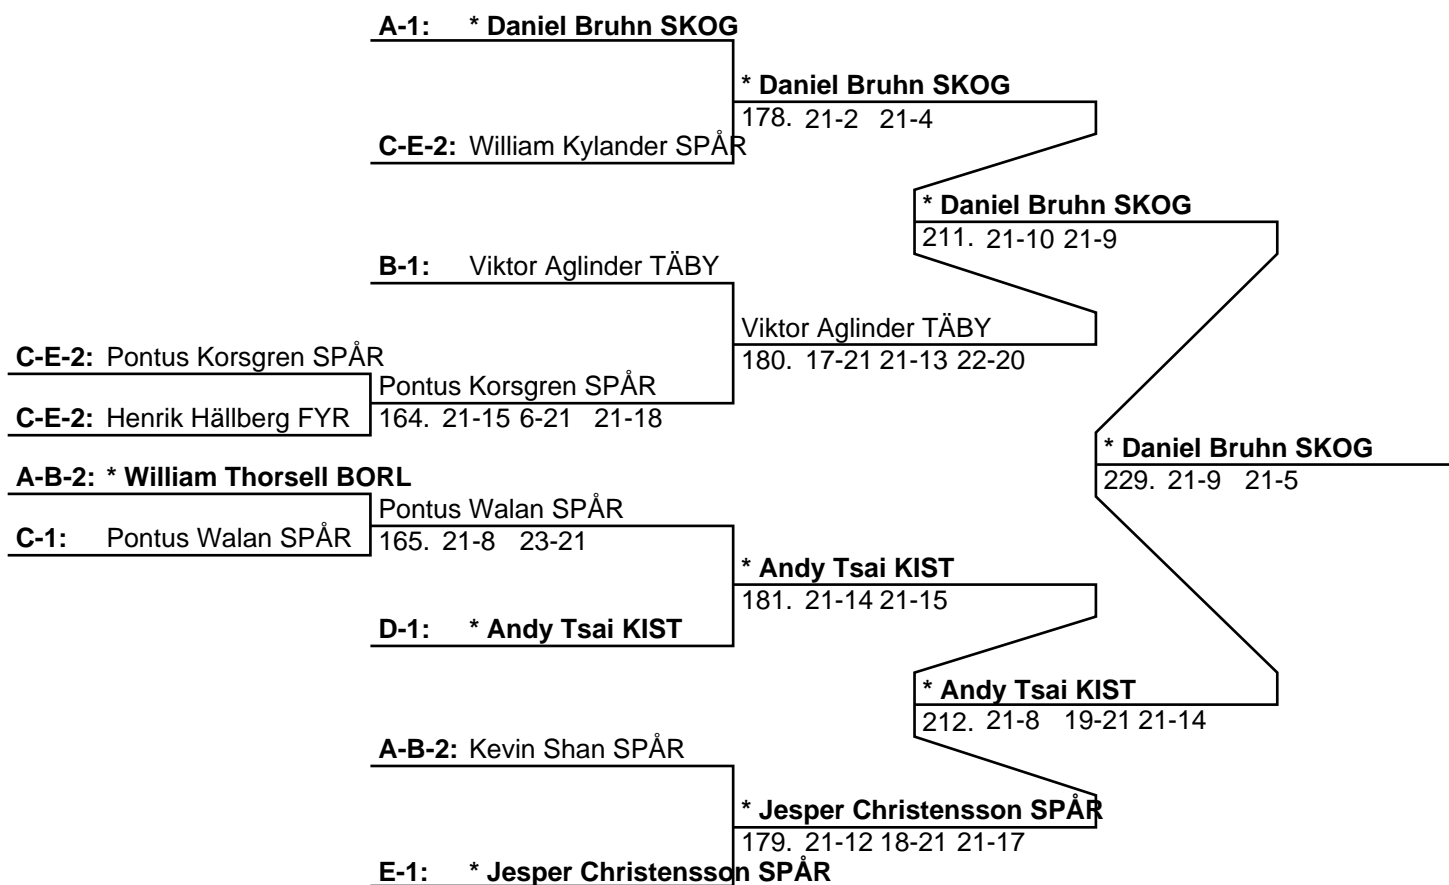 A-1: * Daniel Bruhn SKOG
* Daniel Bruhn SKOG
178. 21-2 21-4
C-E-2: William Kylander SPÅR
* Daniel Bruhn SKOG
211. 21-10 21-9
B-1: Viktor Aglinder TÄBY
Viktor Aglinder TÄBY
180. 17-21 21-13 22-20
C-E-2: Pontus Korsgren SPÅR
Pontus Korsgren SPÅR
164. 21-15 6-21 21-18
C-E-2: Henrik Hällberg FYR
* Daniel Bruhn SKOG
229. 21-9 21-5
A-B-2: * William Thorsell BORL
Pontus Walan SPÅR
165. 21-8 23-21
C-1: Pontus Walan SPÅR
* Andy Tsai KIST
181. 21-14 21-15
D-1: * Andy Tsai KIST
* Andy Tsai KIST
212. 21-8 19-21 21-14
A-B-2: Kevin Shan SPÅR
* Jesper Christensson SPÅR
179. 21-12 18-21 21-17
E-1: * Jesper Christensson SPÅR